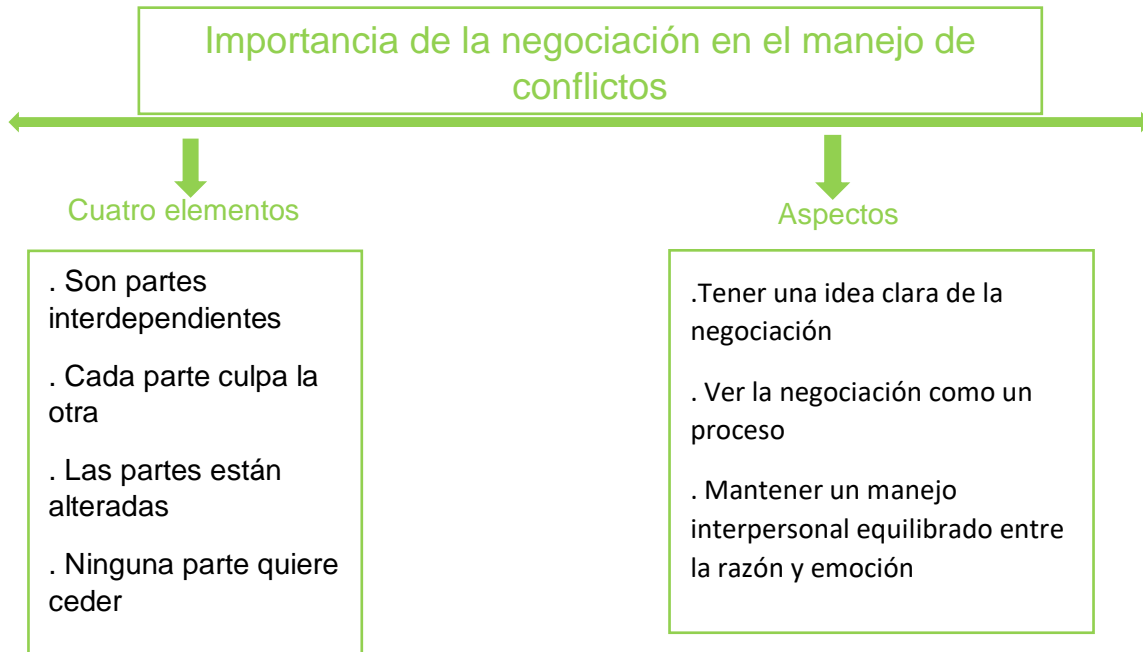 Importancia de la negociación en el manejo de
conflictos
Cuatro elementos
. Son partes
interdependientes
. Cada parte culpa la
otra
. Las partes están
alteradas
. Ninguna parte quiere
ceder
Aspectos
.Tener una idea clara de la
negociación
. Ver la negociación como un
proceso
. Mantener un manejo
interpersonal equilibrado entre
la razón y emoción